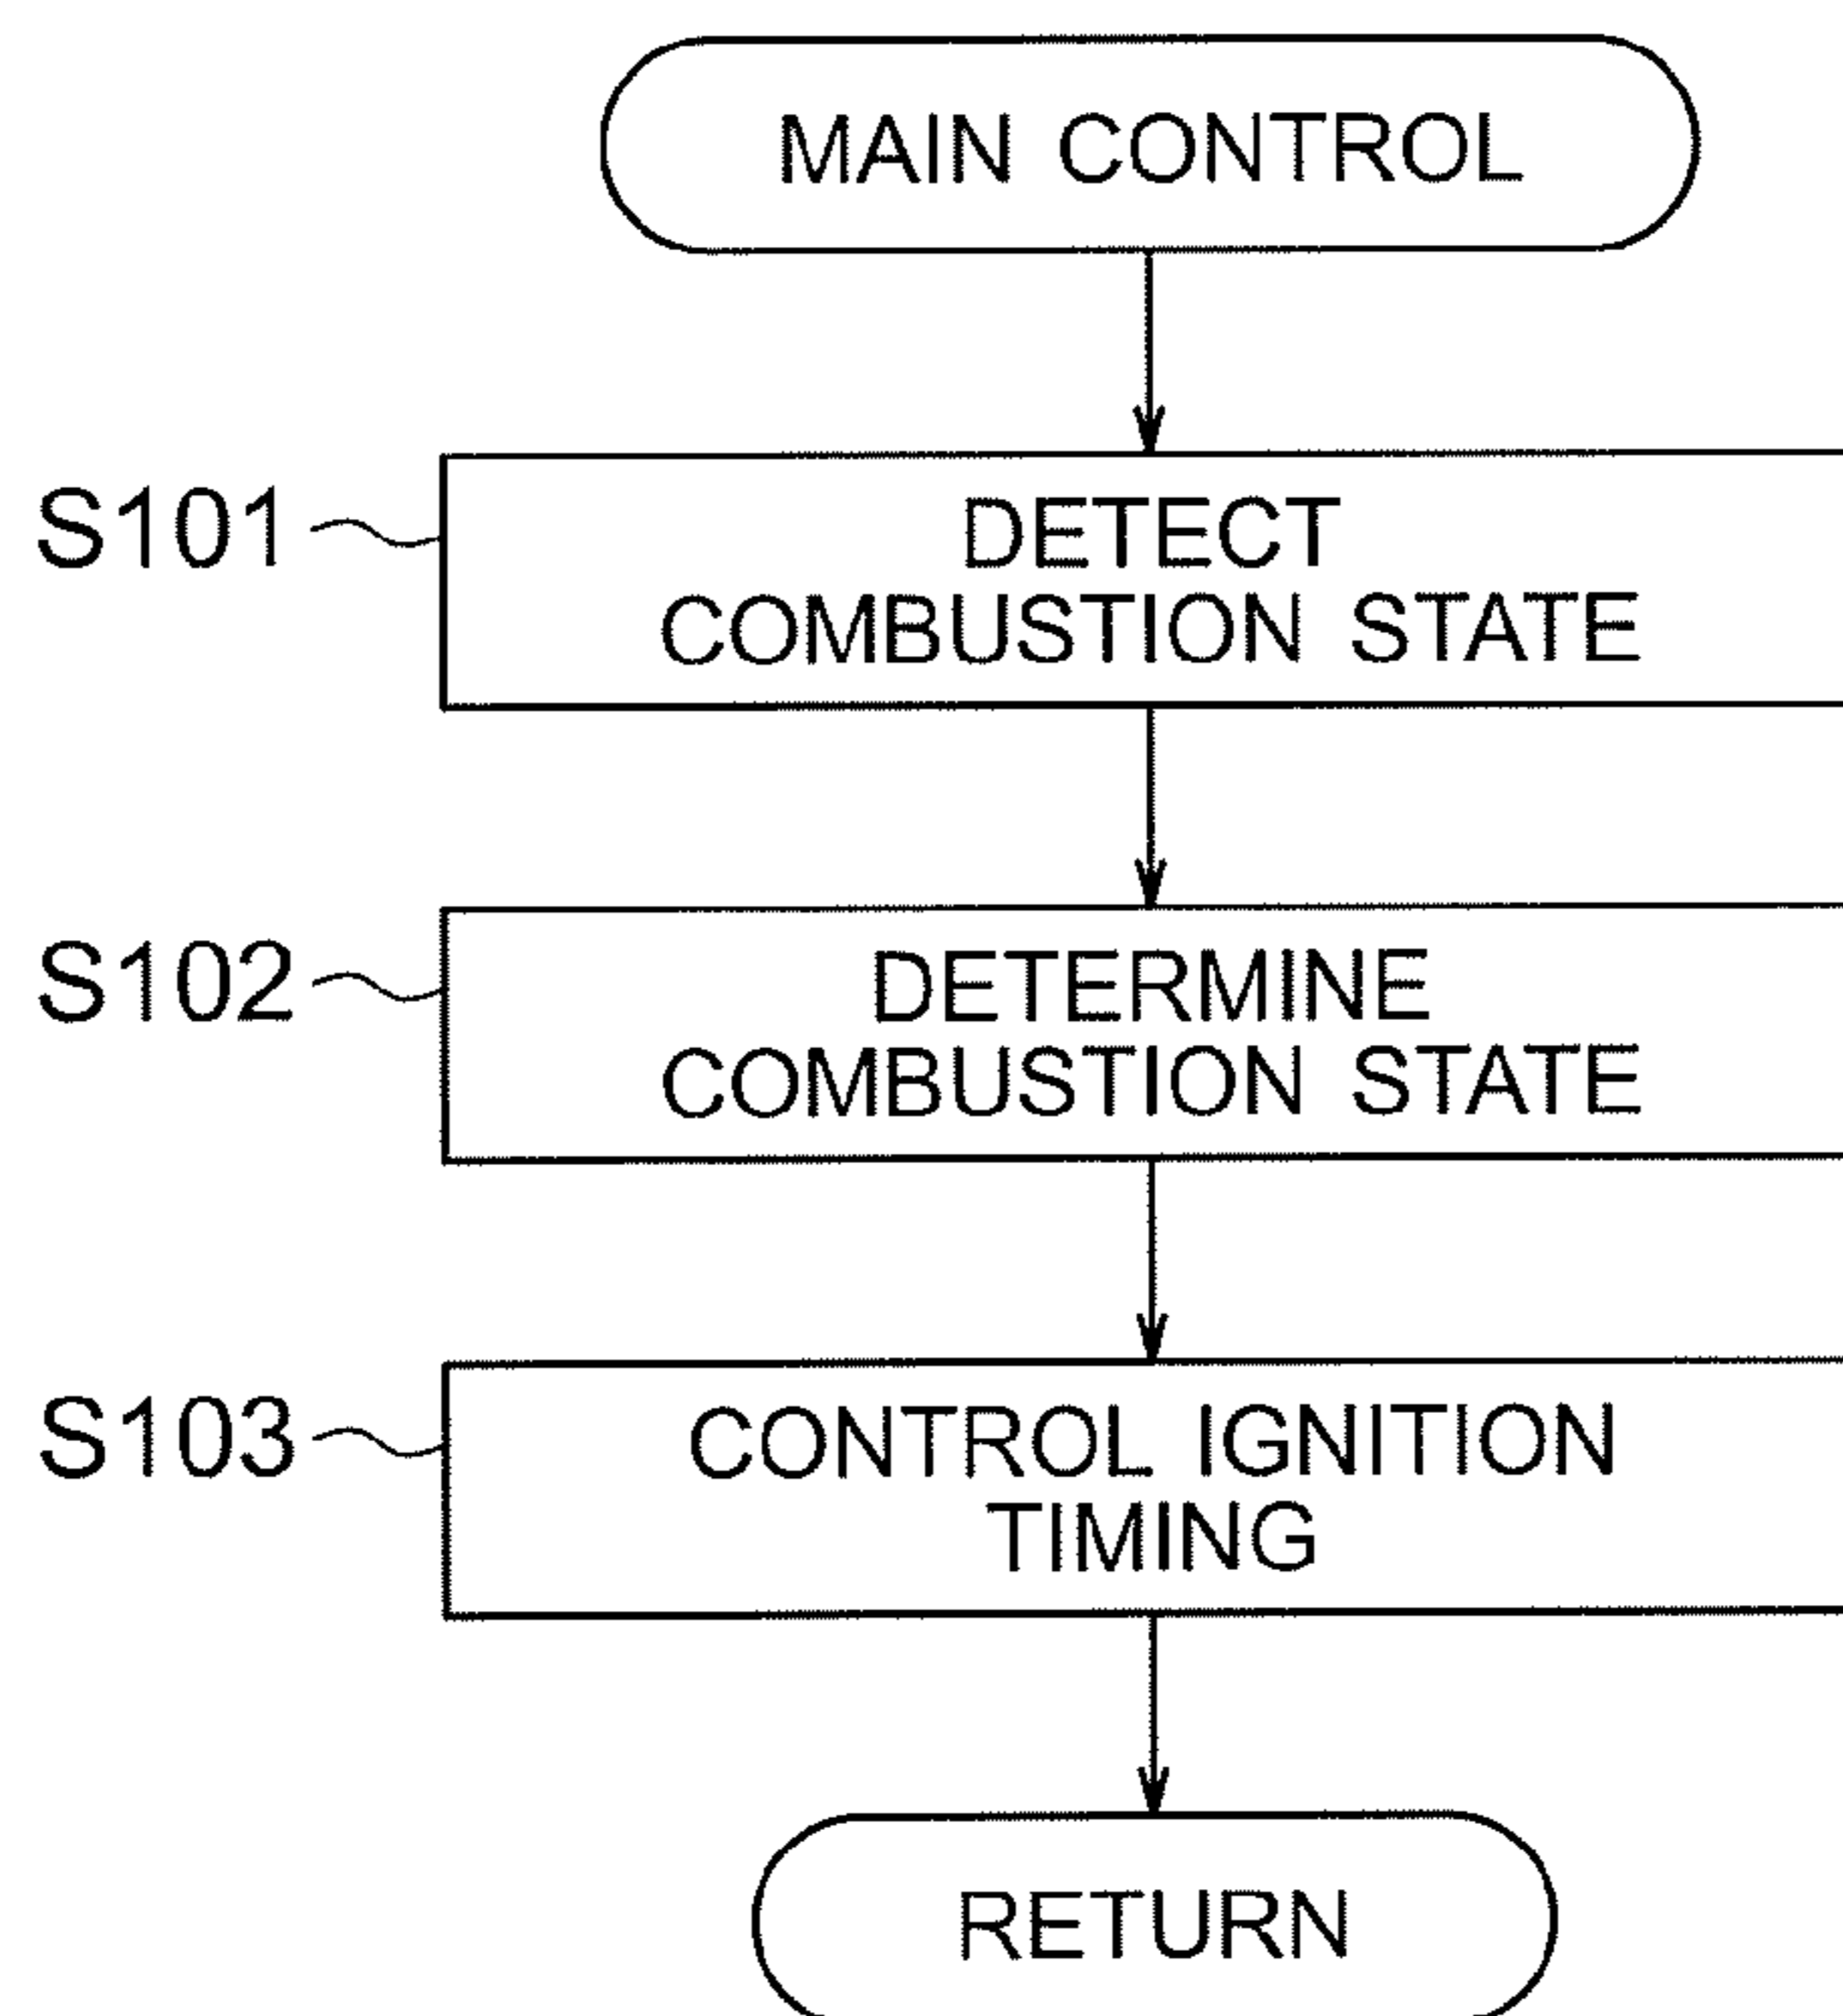 MAIN CONTROL
S101
DETECT
COMBUSTION STATE
S102
DETERMINE
COMBUSTION STATE
S103
CONTROL IGNITION
TIMING
RETURN